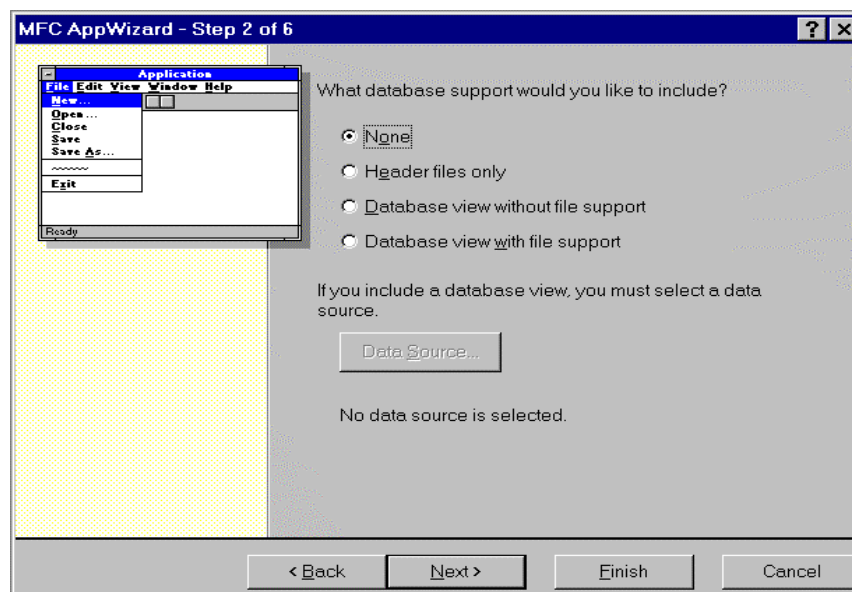 MFC AppWizard - Step 2 of 6
? ×
Application
File Edit View Window Help
New...
Open...
Close
Save
Save As...
Exit
Ready
What database support would you like to include?
None
Header files only
Database view without file support
Database view with file support
If you include a database view, you must select a data
source.
Data Source...
No data source is selected.
< Back Next > Finish Cancel